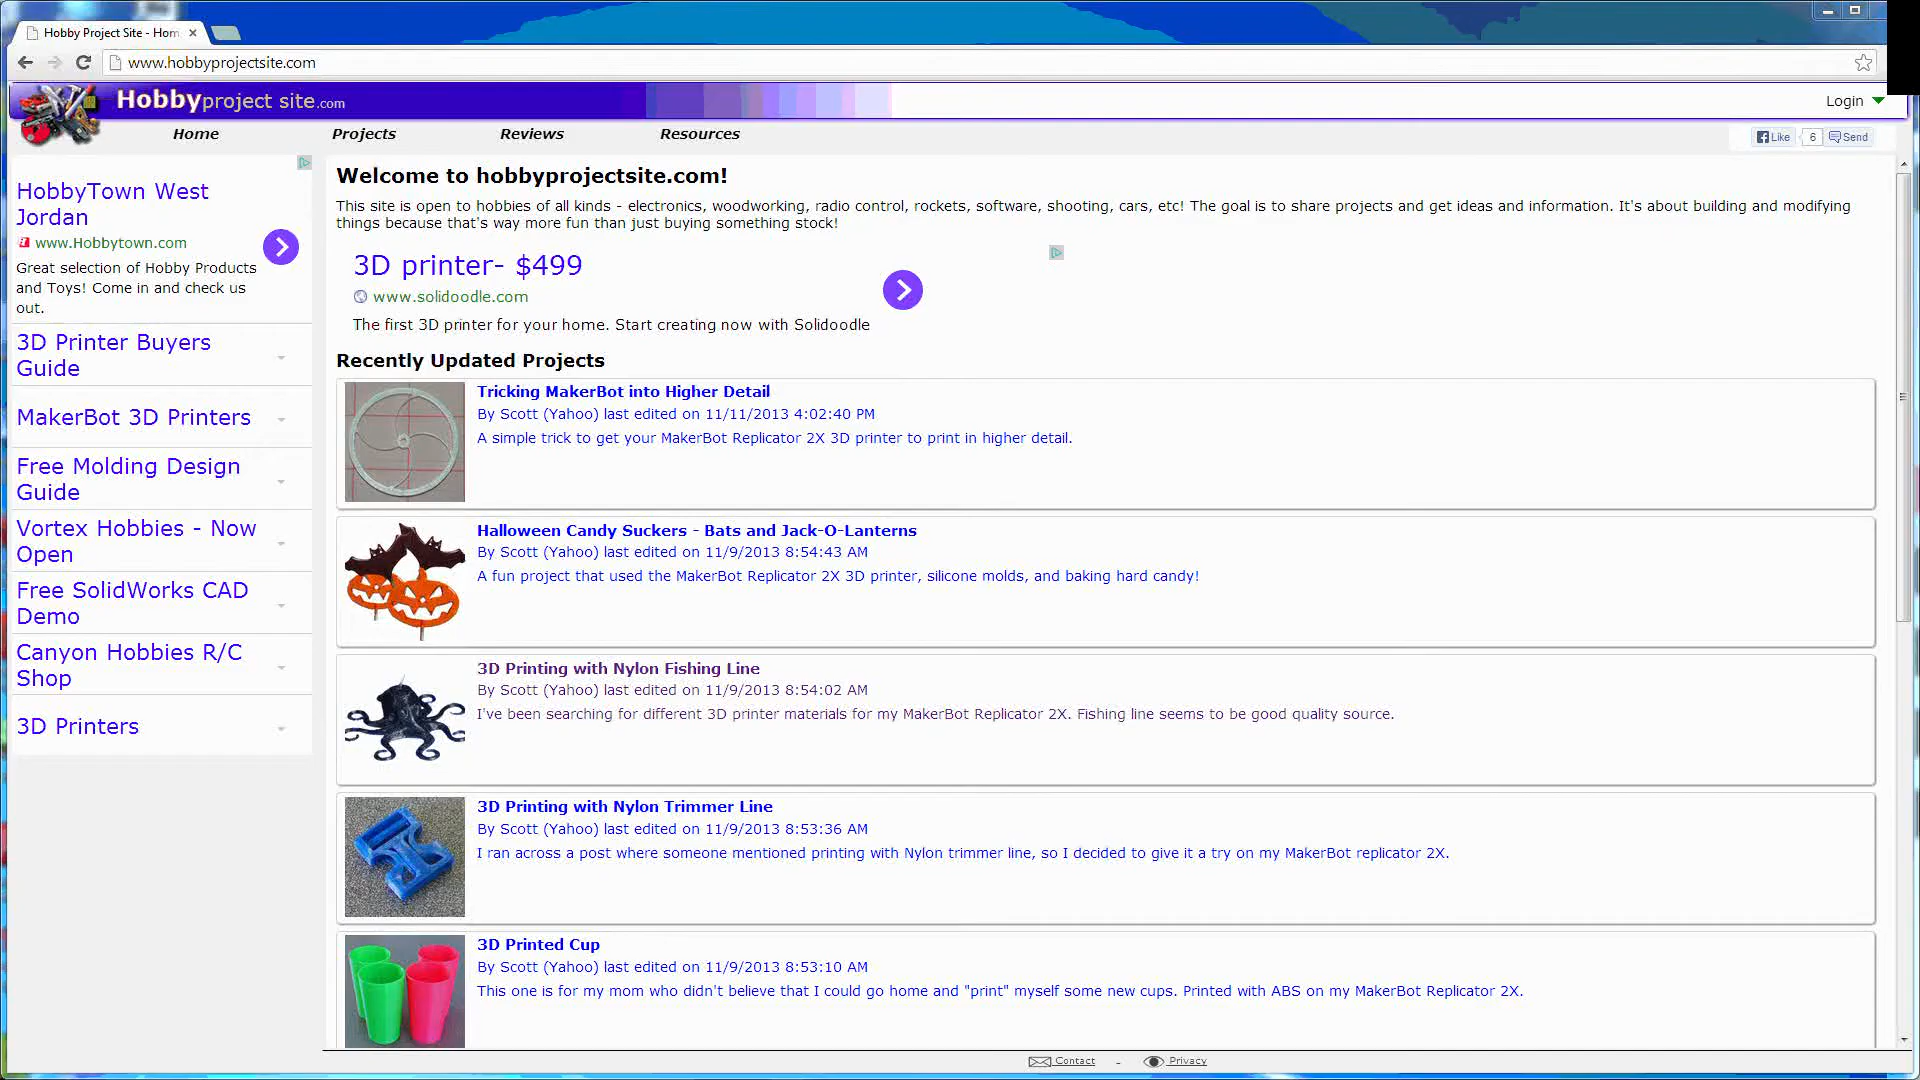 Hobby Project Site - Hom
www.hobbyprojectsite.com
Hobbyproject site.com
Login
Home
Projects
Reviews
Resources
Like
6
Send
HobbyTown West
Jordan
www.Hobbytown.com
Great selection of Hobby Products
and Toys! Come in and check us
out.
3D Printer Buyers
Guide
MakerBot 3D Printers
Free Molding Design
Guide
Vortex Hobbies - Now
Open
Free SolidWorks CAD
Demo
Canyon Hobbies R/C
Shop
3D Printers
Welcome to hobbyprojectsite.com!
This site is open to hobbies of all kinds - electronics, woodworking, radio control, rockets, software, shooting, cars, etc! The goal is to share projects and get ideas and information. It's about building and modifying
things because that's way more fun than just buying something stock!
3D printer- $499
www.solidoodle.com
The first 3D printer for your home. Start creating now with Solidoodle
Recently Updated Projects
Tricking MakerBot into Higher Detail
By Scott (Yahoo) last edited on 11/11/2013 4:02:40 PM
A simple trick to get your MakerBot Replicator 2X 3D printer to print in higher detail.
Halloween Candy Suckers - Bats and Jack-O-Lanterns
By Scott (Yahoo) last edited on 11/9/2013 8:54:43 AM
A fun project that used the MakerBot Replicator 2X 3D printer, silicone molds, and baking hard candy!
3D Printing with Nylon Fishing Line
By Scott (Yahoo) last edited on 11/9/2013 8:54:02 AM
I've been searching for different 3D printer materials for my MakerBot Replicator 2X. Fishing line seems to be good quality source.
3D Printing with Nylon Trimmer Line
By Scott (Yahoo) last edited on 11/9/2013 8:53:36 AM
I ran across a post where someone mentioned printing with Nylon trimmer line, so I decided to give it a try on my MakerBot replicator 2X.
3D Printed Cup
By Scott (Yahoo) last edited on 11/9/2013 8:53:10 AM
This one is for my mom who didn't believe that I could go home and "print" myself some new cups. Printed with ABS on my MakerBot Replicator 2X.
Contact - Privacy